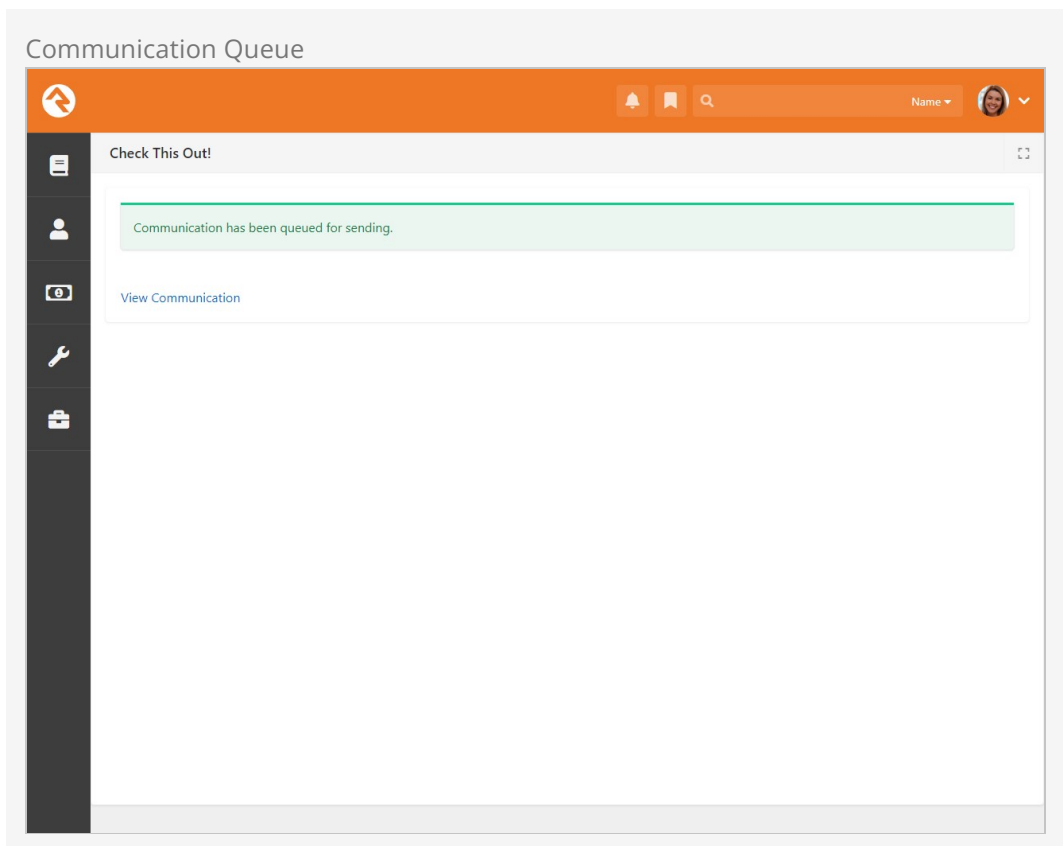 Communication Queue
Name
Check This Out!
Communication has been queued for sending.
View Communication